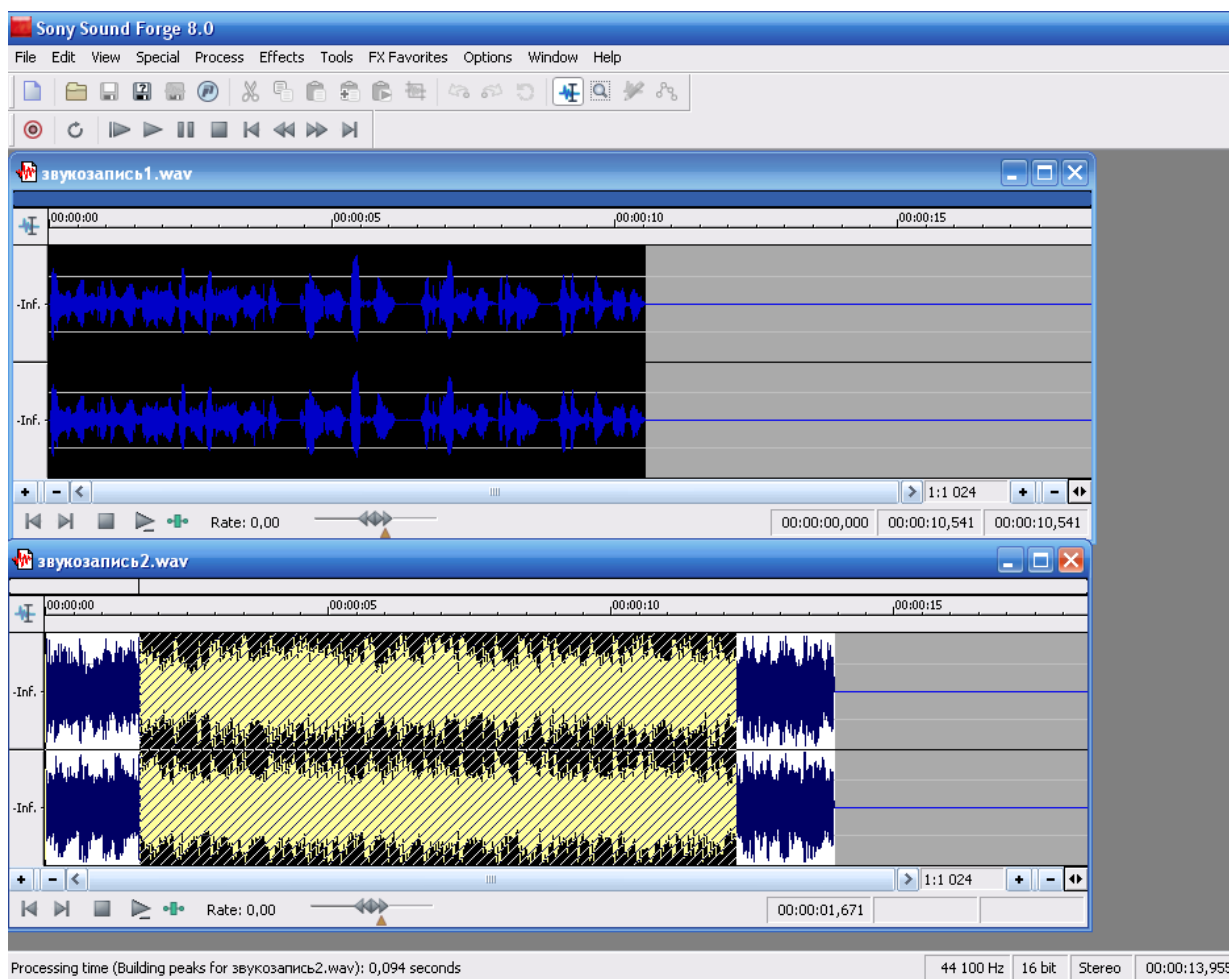 Sony Sound Forge 8.0
File Edit View Special Process Effects Tools FX Favorites Options Window Help
звукозапись1.wav
00:00:00 00:00:05 00:00:10 00:00:15
-Inf.
-Inf.
1:1 024
Rate: 0,00 00:00:00,000 00:00:10,541 00:00:10,541
звукозапись2.wav
00:00:00 00:00:05 00:00:10 00:00:15
-Inf.
-Inf.
1:1 024
Rate: 0,00 00:00:01,671
Processing time (Building peaks for звукозапись2.wav): 0,094 seconds 44 100 Hz 16 bit Stereo 00:00:13,955